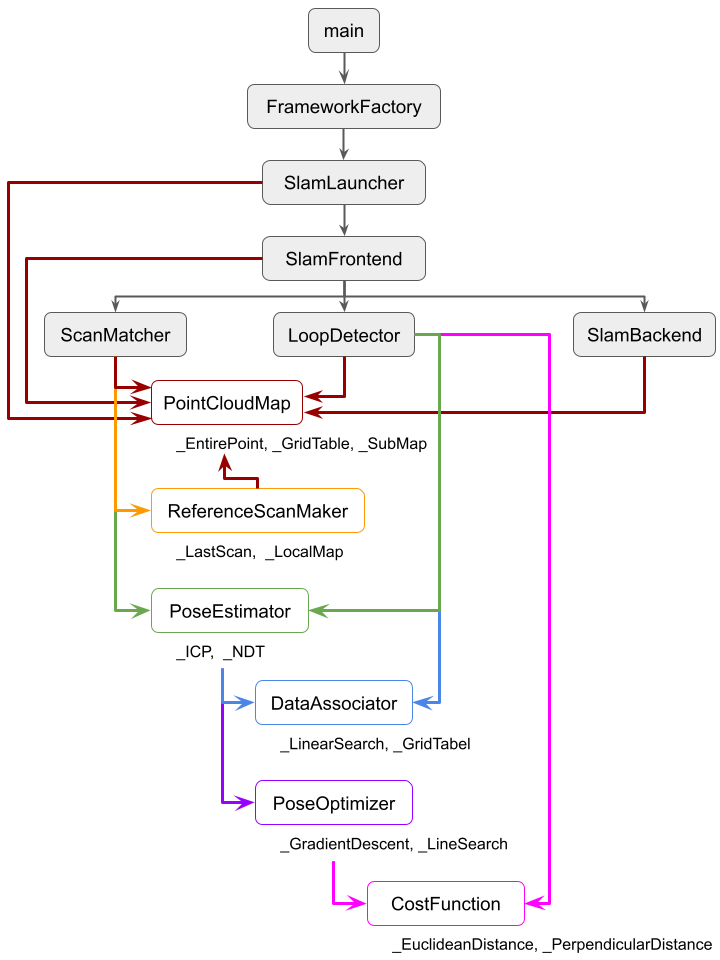 main
FrameworkFactory
SlamLauncher
SlamFrontend
ScanMatcher
LoopDetector
SlamBackend
PointCloudMap
_EntirePoint, _GridTable, _SubMap
ReferenceScanMaker
_LastScan, _LocalMap
PoseEstimator
_ICP, _NDT
DataAssociator
_LinearSearch, _GridTabel
PoseOptimizer
_GradientDescent, _LineSearch
CostFunction
_EuclideanDistance, _PerpendicularDistance